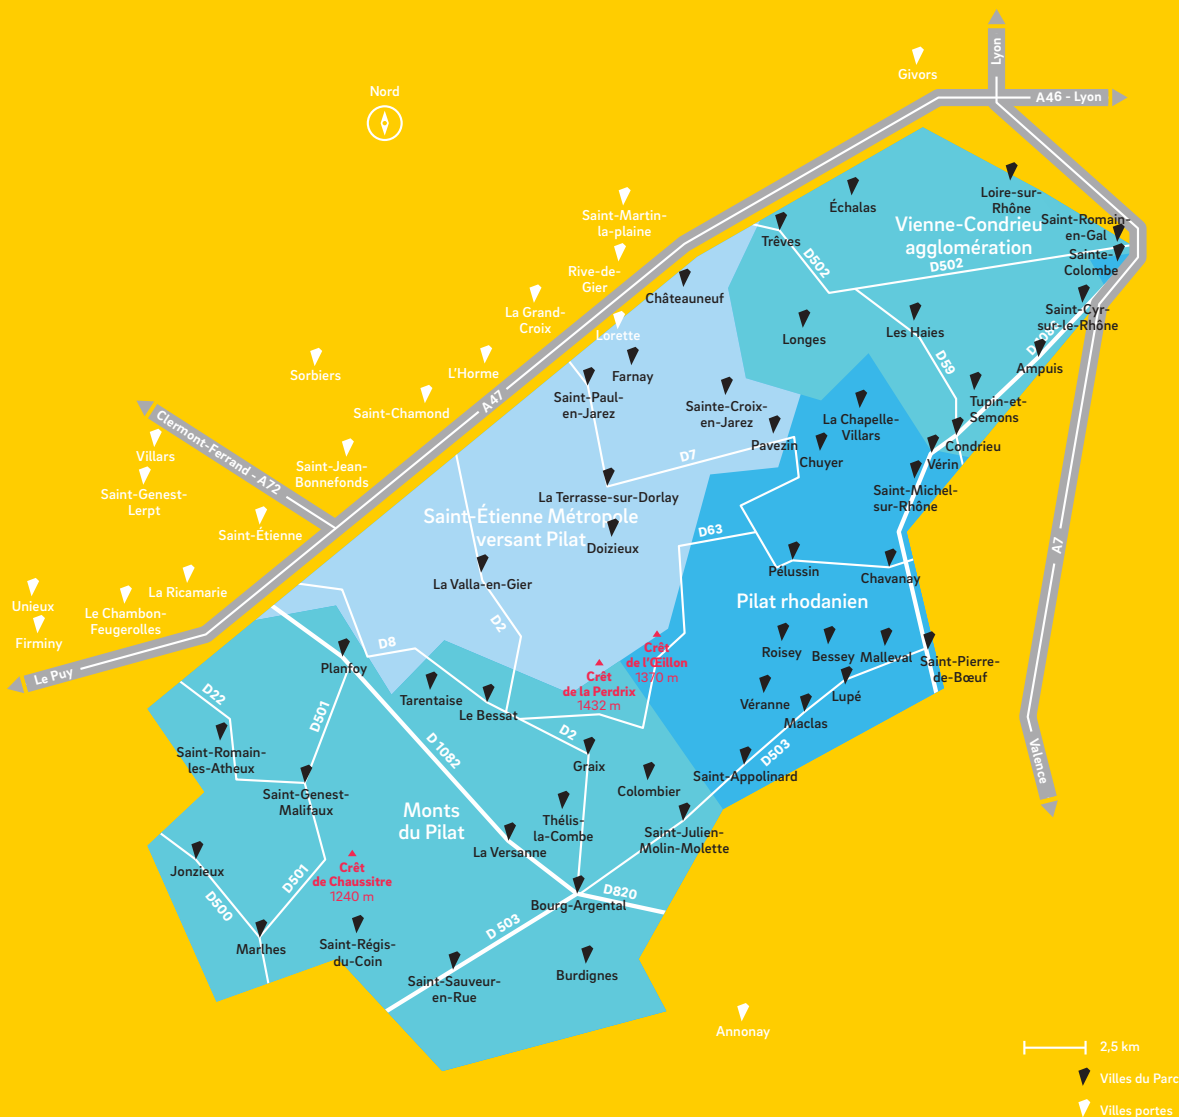 Lyon
Givors
A46 - Lyon
Nord
Loire-sur-
Rhône
Échalas
Saint-Martin-
la-plaine
Saint-Romain-
en-Gal
Vienne-Condrieu
agglomération
Trêves
D502
D502
Sainte-
Colombe
Rive-de-
Gier
Châteauneuf
La Grand-
Croix
Saint-Cyr-
sur-le-Rhône
Lorette
Longes
Les Haies
Ampuis
Sorbiers
L'Horme
Farnay
D59
A47
Saint-Chamond
Saint-Paul-
en-Jarez
Sainte-Croix-
en-Jarez
Tupin-et-
Semons
La Chapelle-
Villars
Clermont-Ferrand - A72
Villars
Saint-Jean-
Bonnefonds
Pavezin
Chuyer
Condrieu
Vérin
D7
Saint-Genest-
Lerpt
La Terrasse-sur-Dorlay
Saint-Michel-
sur-Rhône
Saint-Étienne
Saint-Étienne Métropole
versant Pilat
Doizieux
D63
A7
La Valla-en-Gier
Pélussin
Chavanay
Unieux
La Ricamarie
Le Chambon-
Feugerolles
Firminy
Pilat rhodanien
D2
D8
Planfoy
Crêt
de l'Œillon
1370 m
Roisey
Bessey
Malleval
Saint-Pierre-
de-Bœuf
Le Puy
Crêt
de la Perdrix
1432 m
Tarentaise
Le Bessat
Véranne
Lupé
Maclas
D22
D501
D2
D 1082
D503
Valence
Saint-Romain-
les-Atheux
Graix
Colombier
Saint-Appolinard
Saint-Genest-
Malifaux
Monts
du Pilat
Thélis-
la-Combe
Saint-Julien-
Molin-Molette
La Versanne
Jonzieux
Crêt
de Chaussitre
1240 m
D501
D500
D820
Bourg-Argental
D 503
Marlhes
Saint-Régis-
du-Coin
Saint-Sauveur-
en-Rue
Burdignes
Annonay
2,5 km
Villes du Parc
Villes portes